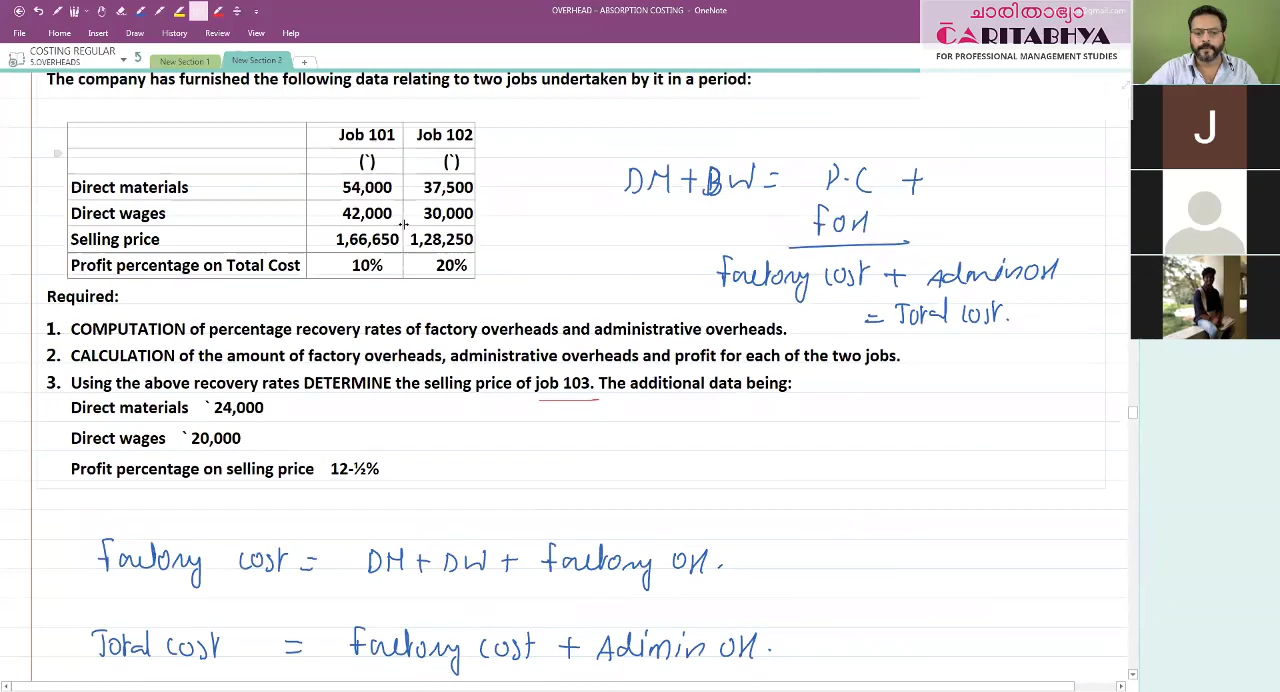 OVERHEAD – ABSORPTION COSTING - OneNote
@gmail.com
File Home Insert Draw History Review View Help
ചാരിതാഭ്യാ
CARITABHYA
FOR PROFESSIONAL MANAGEMENT STUDIES
COSTING REGULAR
5.OVERHEADS
5
New Section 1
New Section 2
+
The company has furnished the following data relating to two jobs undertaken by it in a period:
Job 101 Job 102
(`) (`)
Direct materials 54,000 37,500
Direct wages 42,000 30,000
Selling price 1,66,650 1,28,250
Profit percentage on Total Cost 10% 20%
DM + DW = P.C +
FOH
Factory cost + Admin OH
= Total cost.
Required:
1. COMPUTATION of percentage recovery rates of factory overheads and administrative overheads.
2. CALCULATION of the amount of factory overheads, administrative overheads and profit for each of the two jobs.
3. Using the above recovery rates DETERMINE the selling price of job 103. The additional data being:
Direct materials ` 24,000
Direct wages ` 20,000
Profit percentage on selling price 12-½%
Factory cost = DM + DW + Factory OH.
Total cost = Factory cost + Admin OH.
J